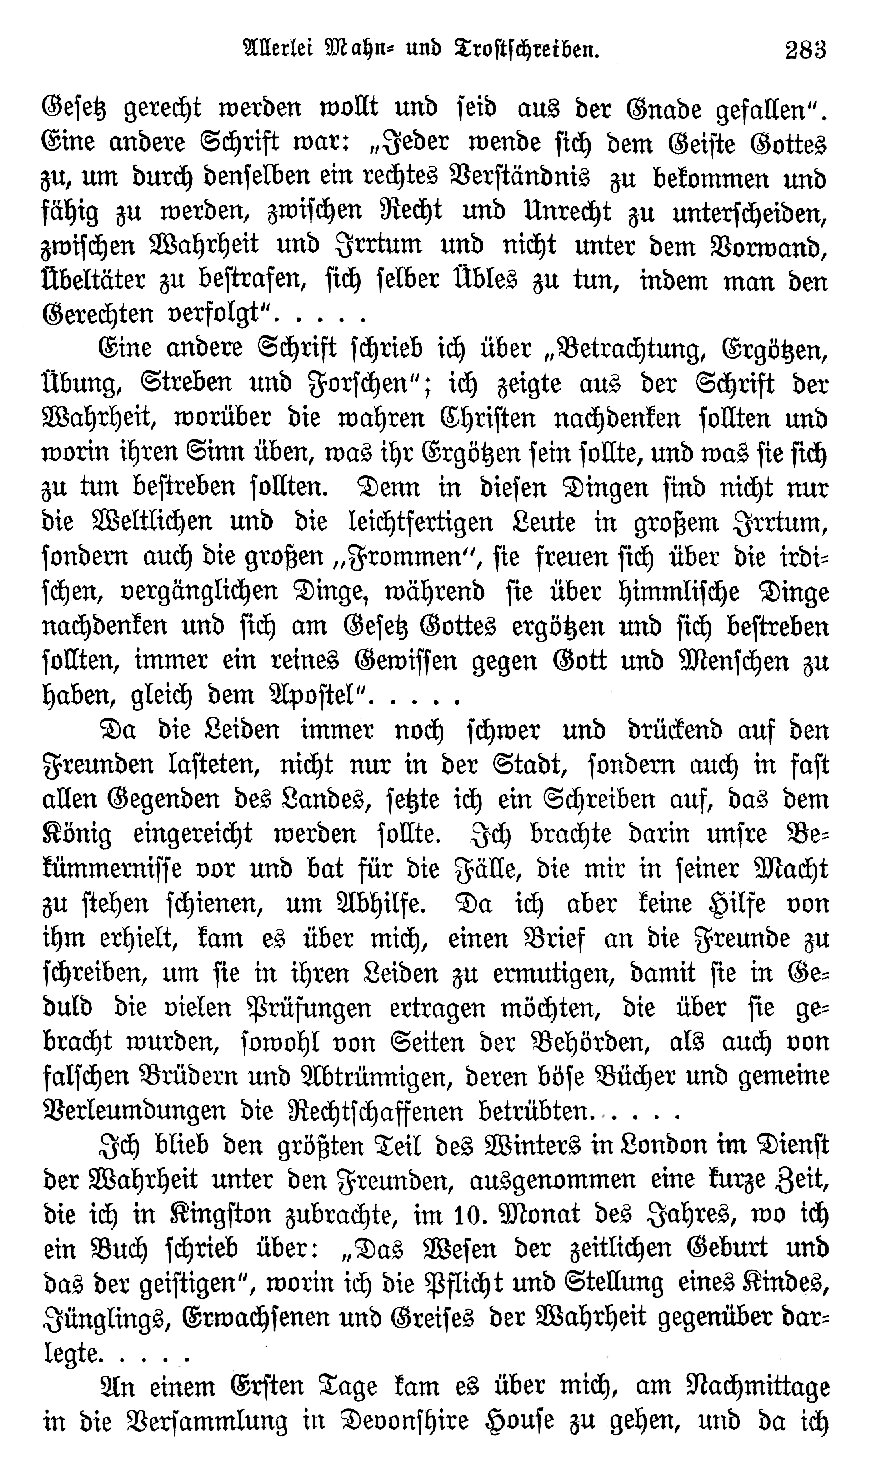 Allerlei Mahn- und Trostschreiben. 283
Gesetz gerecht werden wollt und seid aus der Gnade gefallen".
Eine andere Schrift war: „Jeder wende sich dem Geiste Gottes
zu, um durch denselben ein rechtes Verständnis zu bekommen und
fähig zu werden, zwischen Recht und Unrecht zu unterscheiden,
zwischen Wahrheit und Irrtum und nicht unter dem Vorwand,
Übeltäter zu bestrafen, sich selber Übles zu tun, indem man den
Gerechten verfolgt". . . . .
Eine andere Schrift schrieb ich über „Betrachtung, Ergötzen,
Übung, Streben und Forschen"; ich zeigte aus der Schrift der
Wahrheit, worüber die wahren Christen nachdenken sollten und
worin ihren Sinn üben, was ihr Ergötzen sein sollte, und was sie sich
zu tun bestreben sollten. Denn in diesen Dingen sind nicht nur
die Weltlichen und die leichtfertigen Leute in großem Irrtum,
sondern auch die großen „Frommen", sie freuen sich über die irdi-
schen, vergänglichen Dinge, während sie über himmlische Dinge
nachdenken und sich am Gesetz Gottes ergötzen und sich bestreben
sollten, immer ein reines Gewissen gegen Gott und Menschen zu
haben, gleich dem Apostel". . . . .
Da die Leiden immer noch schwer und drückend auf den
Freunden lasteten, nicht nur in der Stadt, sondern auch in fast
allen Gegenden des Landes, setzte ich ein Schreiben auf, das dem
König eingereicht werden sollte. Ich brachte darin unsre Be-
kümmernisse vor und bat für die Fälle, die mir in seiner Macht
zu stehen schienen, um Abhilfe. Da ich aber keine Hilfe von
ihm erhielt, kam es über mich, einen Brief an die Freunde zu
schreiben, um sie in ihren Leiden zu ermutigen, damit sie in Ge-
duld die vielen Prüfungen ertragen möchten, die über sie ge-
bracht wurden, sowohl von Seiten der Behörden, als auch von
falschen Brüdern und Abtrünnigen, deren böse Bücher und gemeine
Verleumdungen die Rechtschaffenen betrübten. . . . .
Ich blieb den größten Teil des Winters in London im Dienst
der Wahrheit unter den Freunden, ausgenommen eine kurze Zeit,
die ich in Kingston zubrachte, im 10. Monat des Jahres, wo ich
ein Buch schrieb über: „Das Wesen der zeitlichen Geburt und
das der geistigen", worin ich die Pflicht und Stellung eines Kindes,
Jünglings, Erwachsenen und Greises der Wahrheit gegenüber dar-
legte. . . . .
An einem Ersten Tage kam es über mich, am Nachmittage
in die Versammlung in Devonshire House zu gehen, und da ich